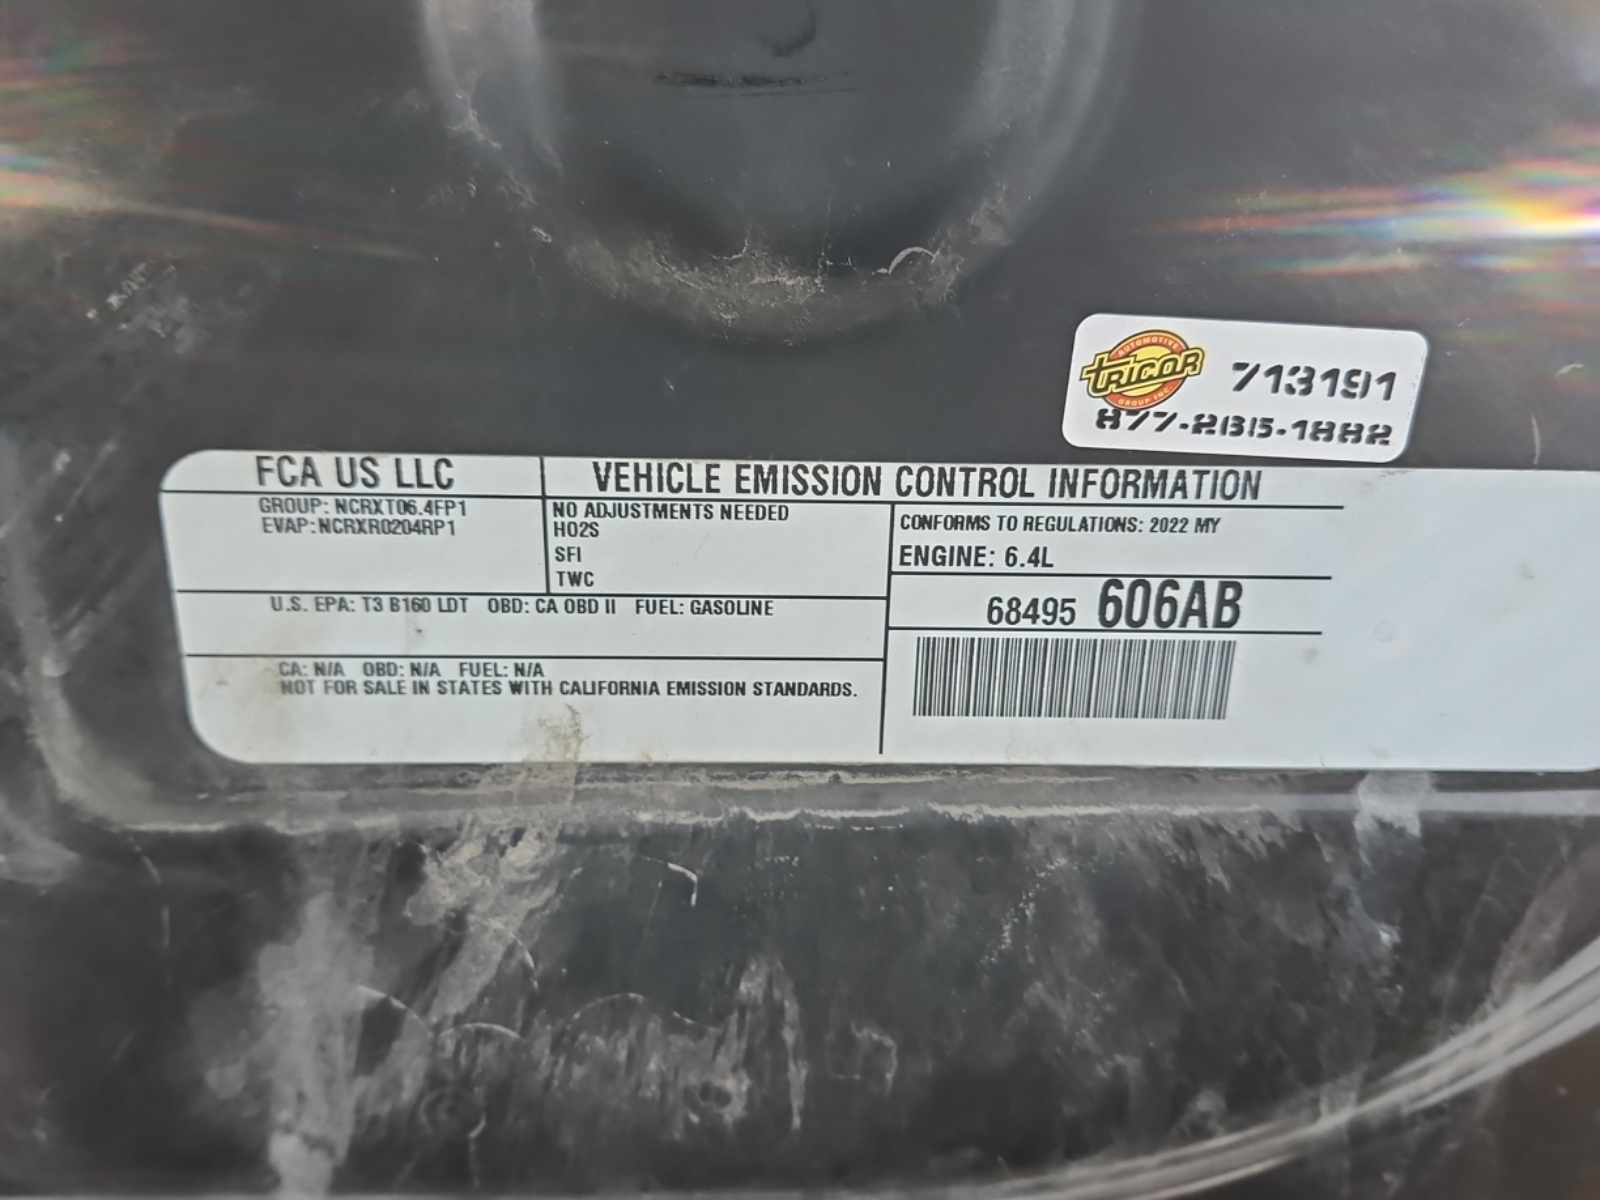 AUTOMOTIVE
TRICOR
GROUP INC.
713191
877-265-1882
FCA US LLC
VEHICLE EMISSION CONTROL INFORMATION
GROUP: NCRXT06.4FP1
EVAP:NCRXR0204RP1
NO ADJUSTMENTS NEEDED
HO2S
SFI
TWC
CONFORMS TO REGULATIONS: 2022 MY
ENGINE: 6.4L
68495 606AB
U.S. EPA: T3 B160 LDT OBD: CA OBD II FUEL: GASOLINE
CA: N/A OBD: N/A FUEL: N/A
NOT FOR SALE IN STATES WITH CALIFORNIA EMISSION STANDARDS.